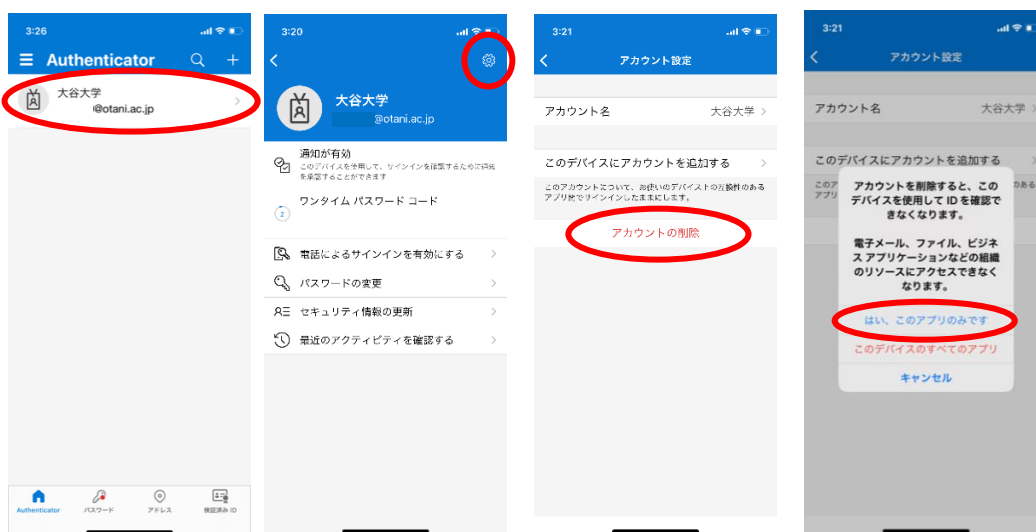 3:26
Authenticator
大谷大学
@otani.ac.jp
Authenticator
パスワード
アドレス
検証済み ID
3:20
大谷大学
@otani.ac.jp
通知が有効
このデバイスを使用して、サインインを確認するために通知
を承認することができます
ワンタイム パスワード コード
2
電話によるサインインを有効にする
パスワードの変更
セキュリティ情報の更新
最近のアクティビティを確認する
3:21
アカウント設定
アカウント名 大谷大学
このデバイスにアカウントを追加する
このアカウントについて、お使いのデバイス上の互換性のある
アプリ間でサインインしたままにします。
アカウントの削除
3:21
アカウント設定
アカウント名 大谷大学
このデバイスにアカウントを追加する
このア
のある
アプリ
アカウントを削除すると、この
デバイスを使用して ID を確認で
きなくなります。
電子メール、ファイル、ビジネ
ス アプリケーションなどの組織
のリソースにアクセスできなく
なります。
はい、このアプリのみです
このデバイスのすべてのアプリ
キャンセル